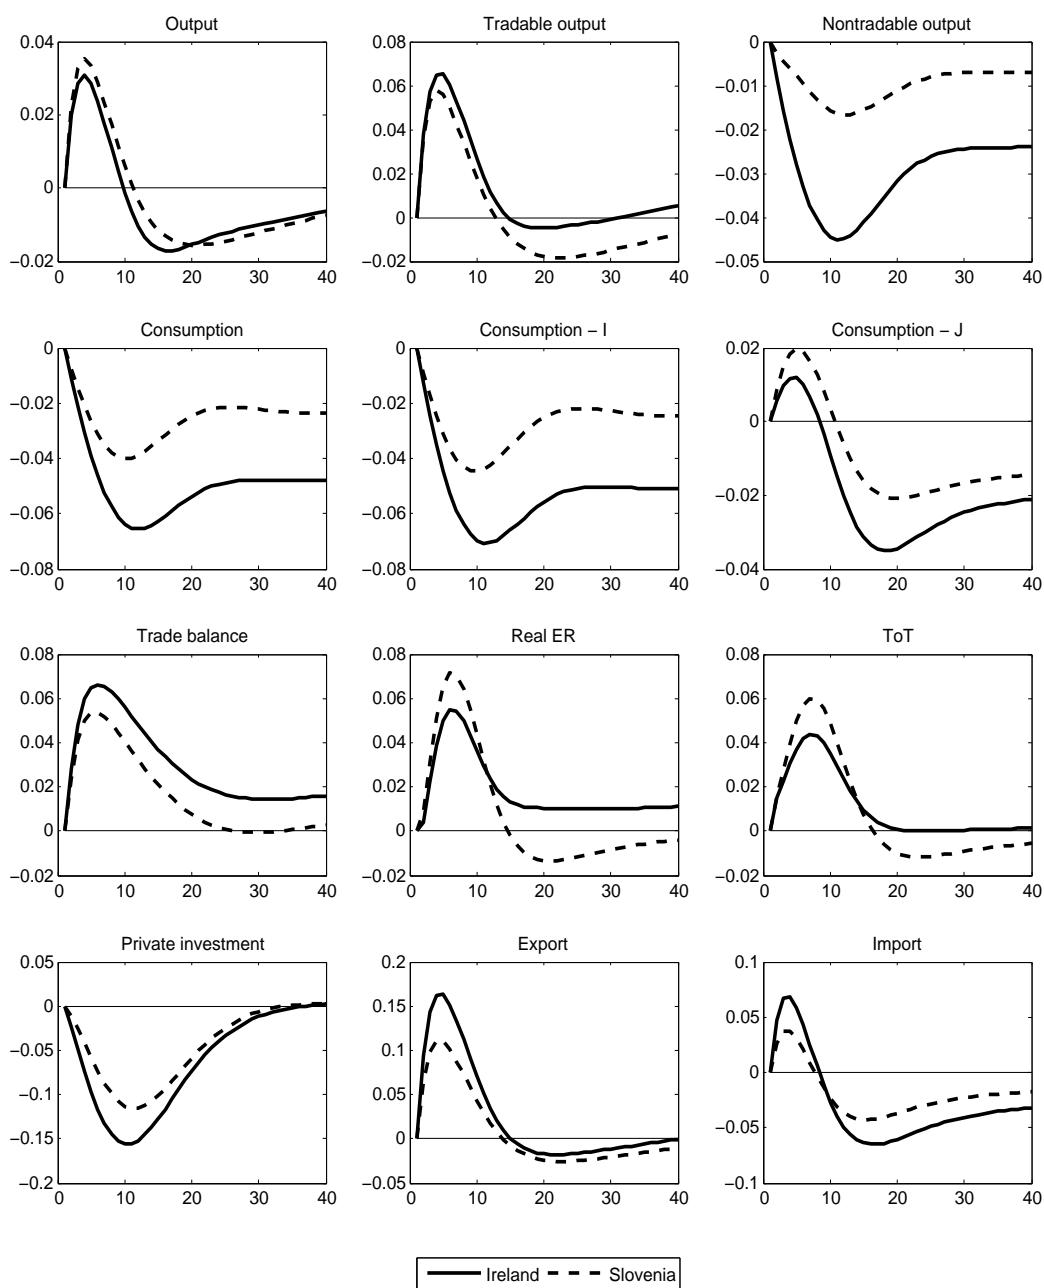 Output
Tradable output
Nontradable output
0.04
0.02
0
−0.02
0 10 20 30 40
0.08
0.06
0.04
0.02
0
−0.02
0 10 20 30 40
0
−0.01
−0.02
−0.03
−0.04
−0.05
0 10 20 30 40
Consumption
Consumption − I
Consumption − J
0
−0.02
−0.04
−0.06
−0.08
0 10 20 30 40
0
−0.02
−0.04
−0.06
−0.08
0 10 20 30 40
0.02
0
−0.02
−0.04
0 10 20 30 40
Trade balance
Real ER
ToT
0.08
0.06
0.04
0.02
0
−0.02
0 10 20 30 40
0.08
0.06
0.04
0.02
0
−0.02
0 10 20 30 40
0.08
0.06
0.04
0.02
0
−0.02
0 10 20 30 40
Private investment
Export
Import
0.05
0
−0.05
−0.1
−0.15
−0.2
0 10 20 30 40
0.2
0.15
0.1
0.05
0
−0.05
0 10 20 30 40
0.1
0.05
0
−0.05
−0.1
0 10 20 30 40
Ireland Slovenia